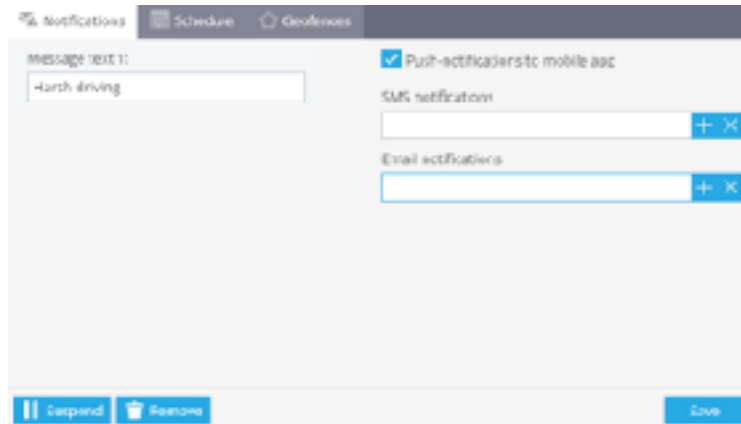 Notifications
Schedule
Geofences
Message text 1:
Harsh driving
Push-notifications to mobile app
SMS notifications
Email notifications
Suspend
Remove
Save